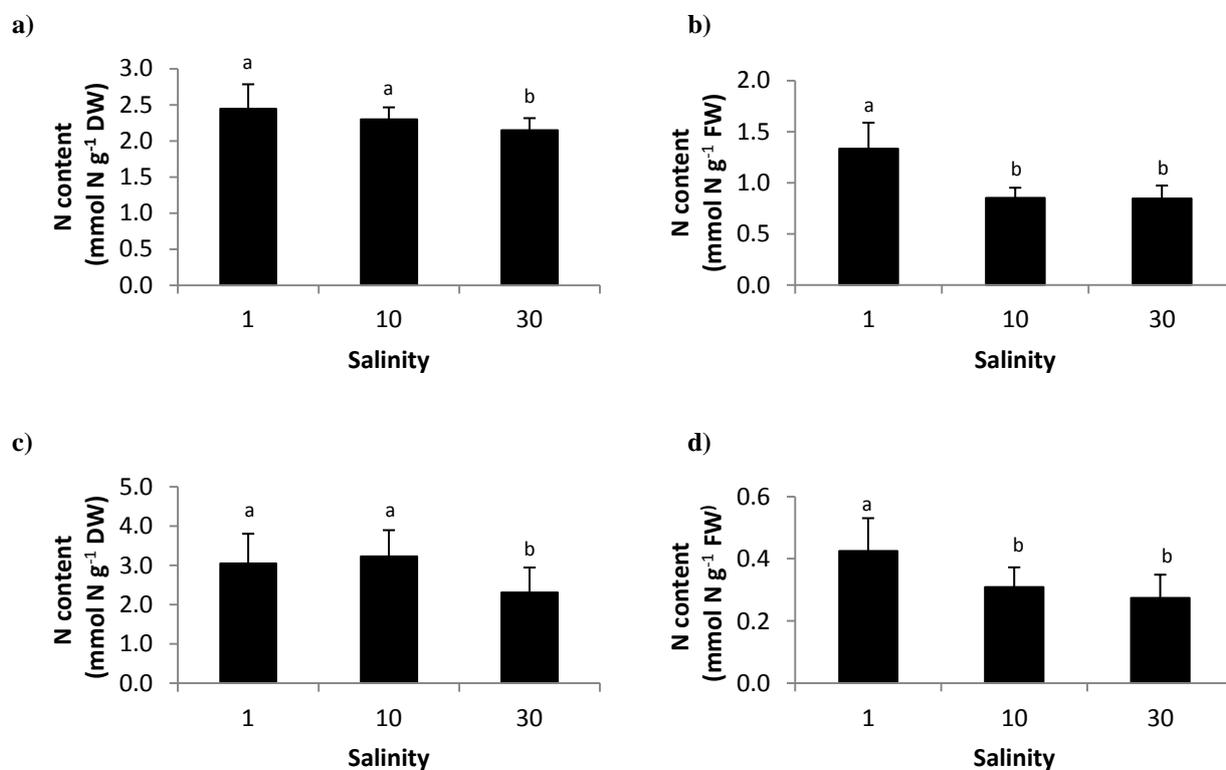 a)
N content
(mmol N g⁻¹ DW)
3.0
2.5
2.0
1.5
1.0
0.5
0.0
a
a
b
1 10 30
Salinity
b)
N content
(mmol N g⁻¹ FW)
2.0
1.5
1.0
0.5
0.0
a
b
b
1 10 30
Salinity
c)
N content
(mmol N g⁻¹ DW)
5.0
4.0
3.0
2.0
1.0
0.0
a
a
b
1 10 30
Salinity
d)
N content
(mmol N g⁻¹ FW)
0.6
0.4
0.2
0.0
a
b
b
1 10 30
Salinity